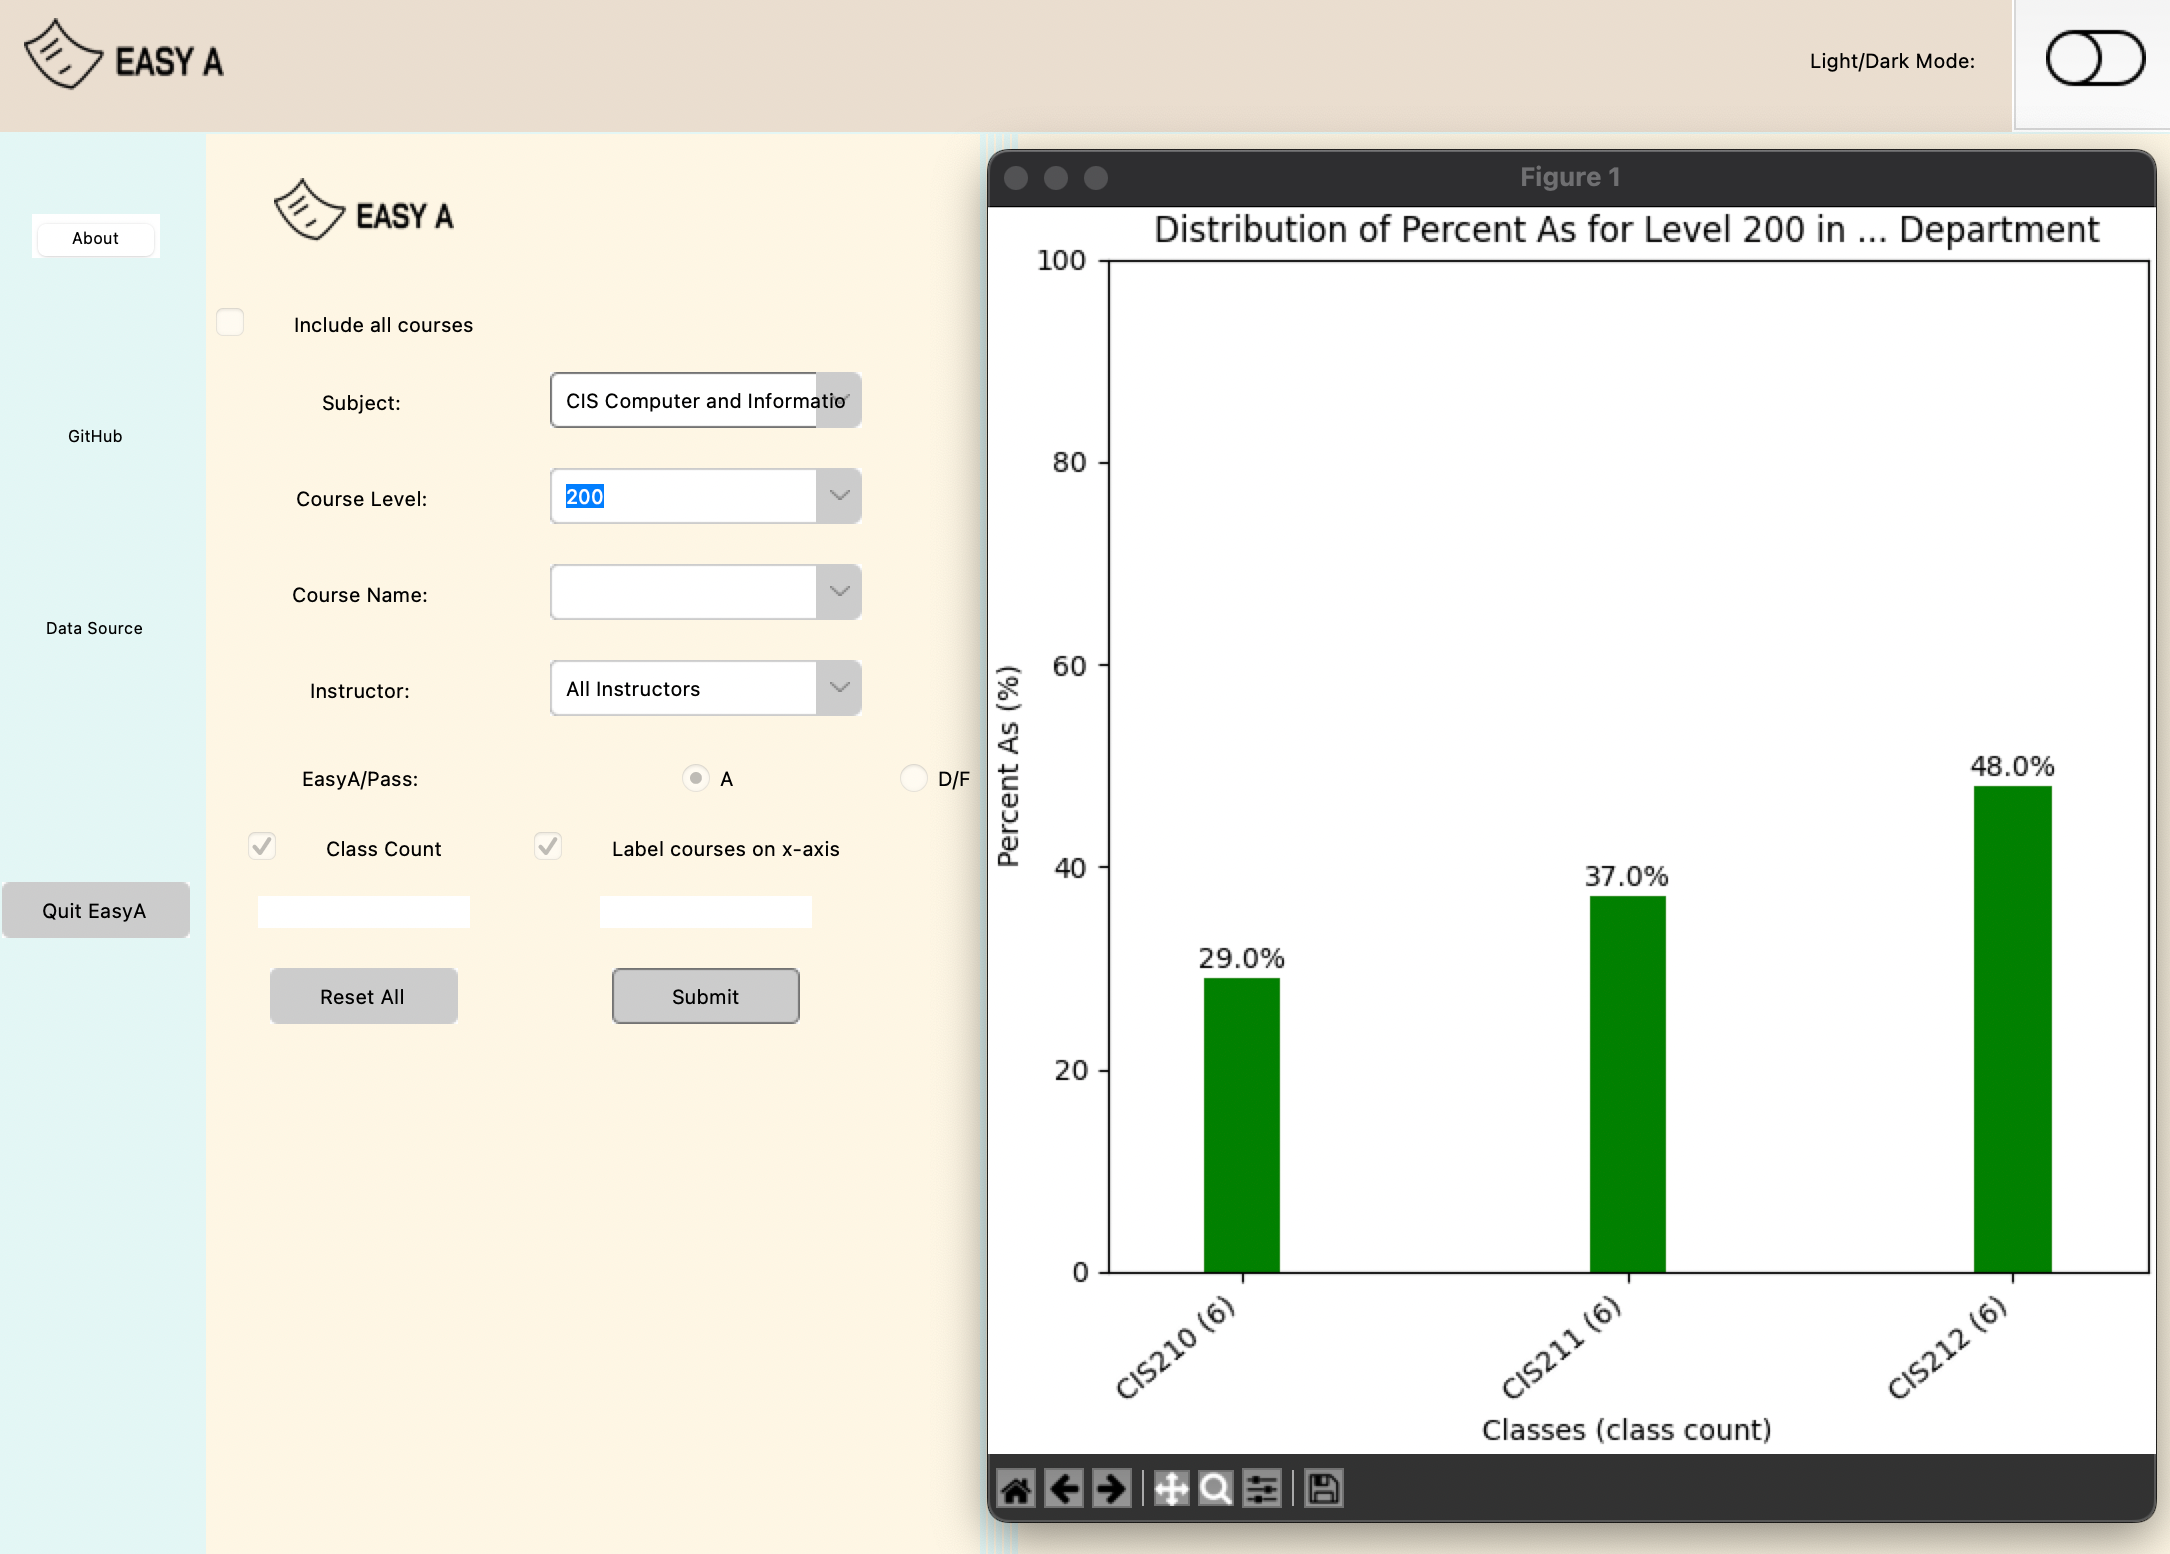 EASY A
Light/Dark Mode:
About
GitHub
Data Source
Quit EasyA
EASY A
Include all courses
Subject:
CIS Computer and Informatio
Course Level:
200
Course Name:
Instructor:
All Instructors
EasyA/Pass:
A
D/F
Class Count
Label courses on x-axis
Reset All
Submit
Figure 1
Distribution of Percent As for Level 200 in ... Department
Percent As (%)
100
80
60
40
20
0
29.0%
37.0%
48.0%
CIS210 (6)
CIS211 (6)
CIS212 (6)
Classes (class count)